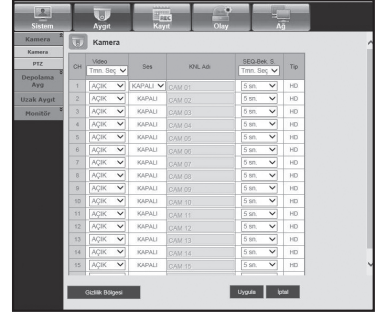 Sistem Aygıt Kayıt Olay Ağ
Kamera
Kamera
PTZ
Depolama Ayg
Uzak Aygıt
Monitör
Kamera
CH Video Ses KNL Adı SEQ-Bek. S. Tip
Tmn. Seç Tmn. Seç
1 AÇIK KAPALI CAM 01 5 sn. HD
2 AÇIK KAPALI CAM 02 5 sn. HD
3 AÇIK KAPALI CAM 03 5 sn. HD
4 AÇIK KAPALI CAM 04 5 sn. HD
5 AÇIK KAPALI CAM 05 5 sn. HD
6 AÇIK KAPALI CAM 06 5 sn. HD
7 AÇIK KAPALI CAM 07 5 sn. HD
8 AÇIK KAPALI CAM 08 5 sn. HD
9 AÇIK KAPALI CAM 09 5 sn. HD
10 AÇIK KAPALI CAM 10 5 sn. HD
11 AÇIK KAPALI CAM 11 5 sn. HD
12 AÇIK KAPALI CAM 12 5 sn. HD
13 AÇIK KAPALI CAM 13 5 sn. HD
14 AÇIK KAPALI CAM 14 5 sn. HD
15 AÇIK KAPALI CAM 15 5 sn. HD
Gizlilik Bölgesi Uygula İptal